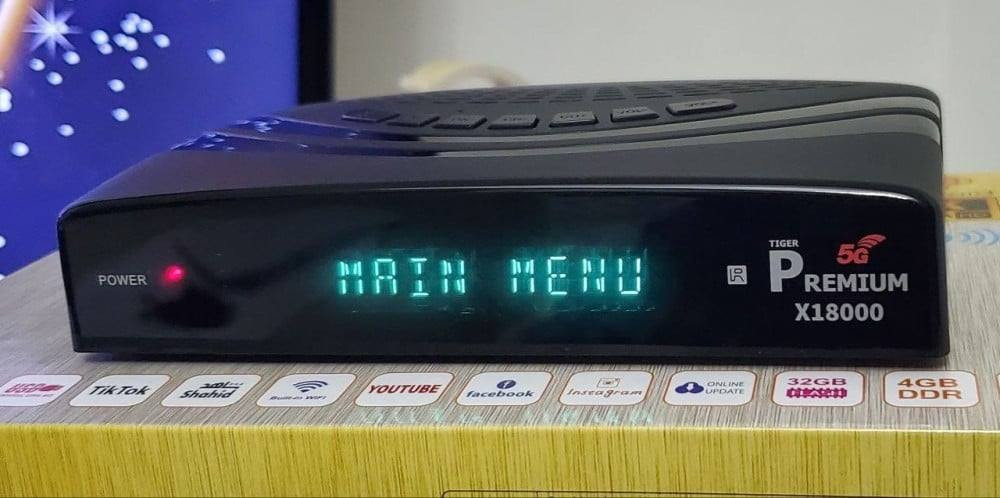 POWER
MAIN MENU
TIGER
5G
PREMIUM
X18000
TikTok
شاهد
Shahid
Built-in WIFI
YOUTUBE
facebook
Instagram
ONLINE
UPDATE
32GB
4GB
DDR